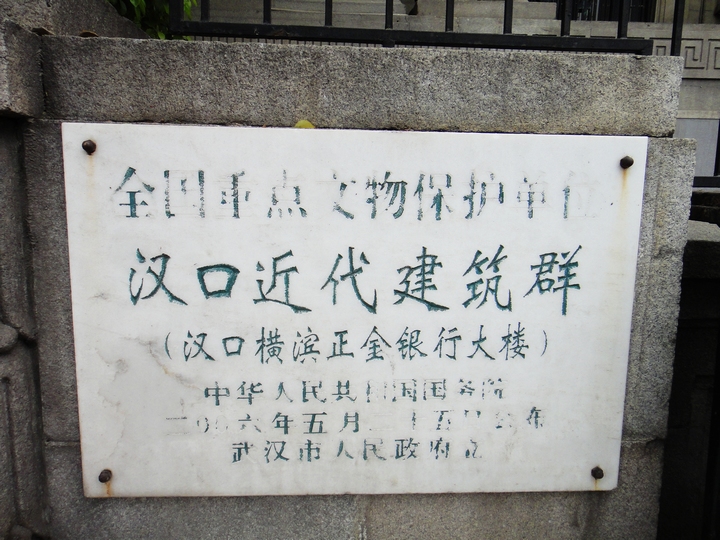 全国重点文物保护单位
汉口近代建筑群
(汉口横滨正金银行大楼)
中华人民共和国国务院
二〇〇六年五月二十五日公布
武汉市人民政府立